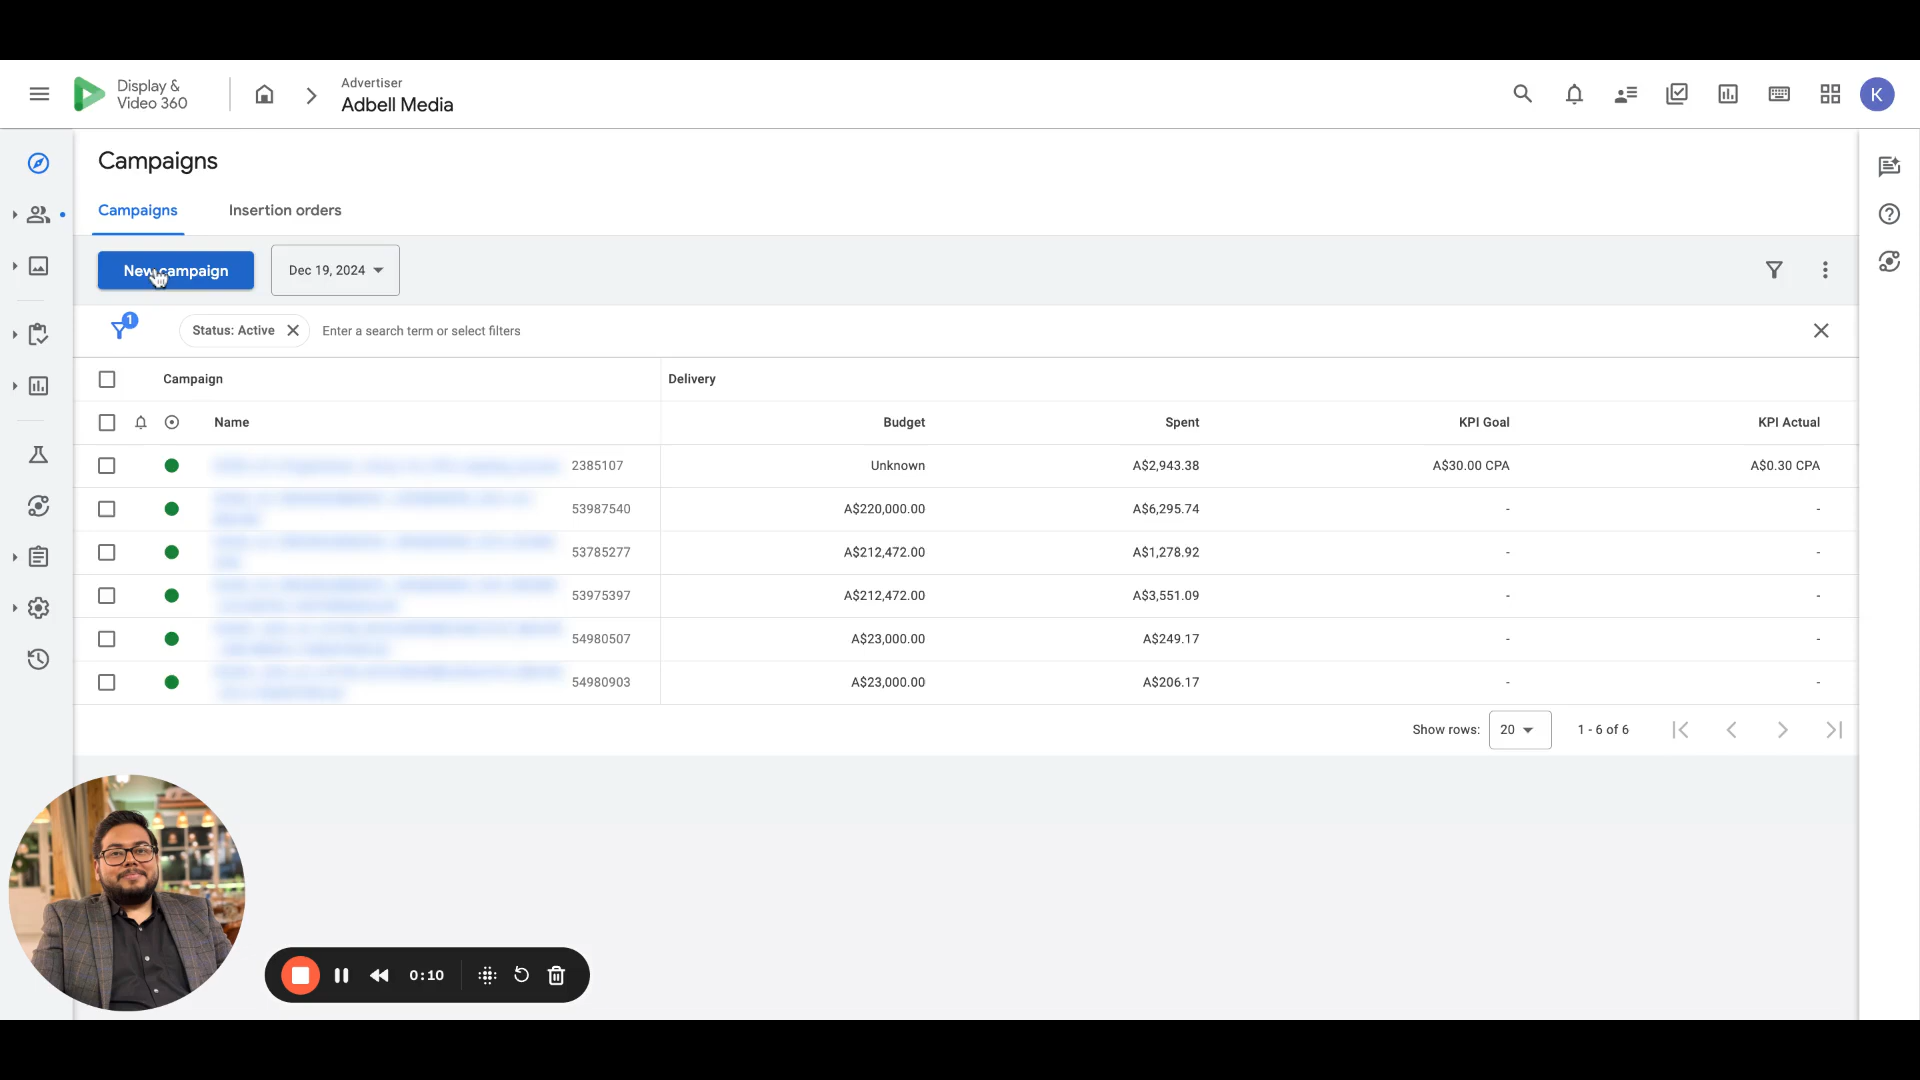 Display &
Video 360
Advertiser
Adbell Media
K
Campaigns
Campaigns
Insertion orders
New campaign
Dec 19, 2024
1
Status: Active
Enter a search term or select filters
Campaign
Delivery
Name
Budget
Spent
KPI Goal
KPI Actual
2385107
Unknown
A$2,943.38
A$30.00 CPA
A$0.30 CPA
53987540
A$220,000.00
A$6,295.74
-
-
53785277
A$212,472.00
A$1,278.92
-
-
53975397
A$212,472.00
A$3,551.09
-
-
54980507
A$23,000.00
A$249.17
-
-
54980903
A$23,000.00
A$206.17
-
-
Show rows:
20
1 - 6 of 6
0:10